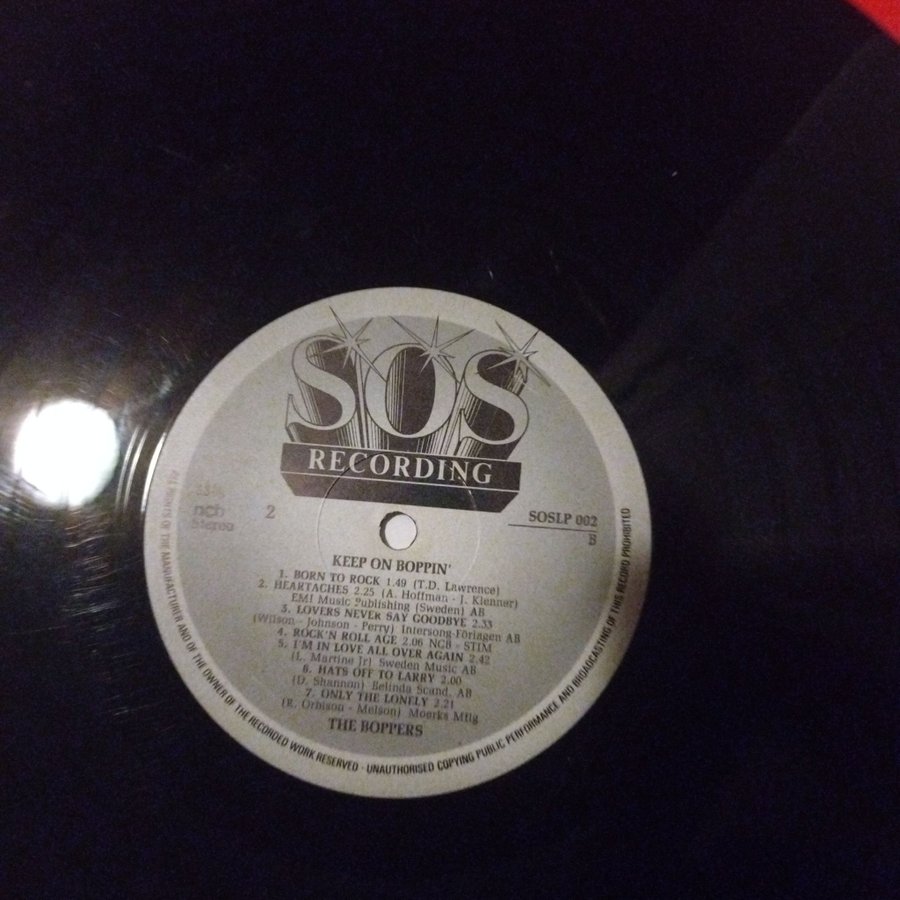 SOS
RECORDING
33⅓
ncb
Stereo
2
SOSLP 002
B
KEEP ON BOPPIN'
1. BORN TO ROCK 1.49 (T.D. Lawrence)
2. HEARTACHES 2.25 (A. Hoffman - J. Klenner)
EMI Music Publishing (Sweden) AB
3. LOVERS NEVER SAY GOODBYE 2.33
(Wilson - Johnson - Perry) Intersong-Förlagen AB
4. ROCK'N ROLL AGE 2.06 NCB - STIM
5. I'M IN LOVE ALL OVER AGAIN 2.42
(L. Martine Jr) Sweden Music AB
6. HATS OFF TO LARRY 2.00
(D. Shannon) Belinda Scand. AB
7. ONLY THE LONELY 2.21
(R. Orbison - Melson) Moerks Mflg
THE BOPPERS
ALL RIGHTS OF THE MANUFACTURER AND OF THE OWNER OF THE RECORDED WORK RESERVED · UNAUTHORISED COPYING PUBLIC PERFORMANCE AND BROADCASTING OF THIS RECORD PROHIBITED